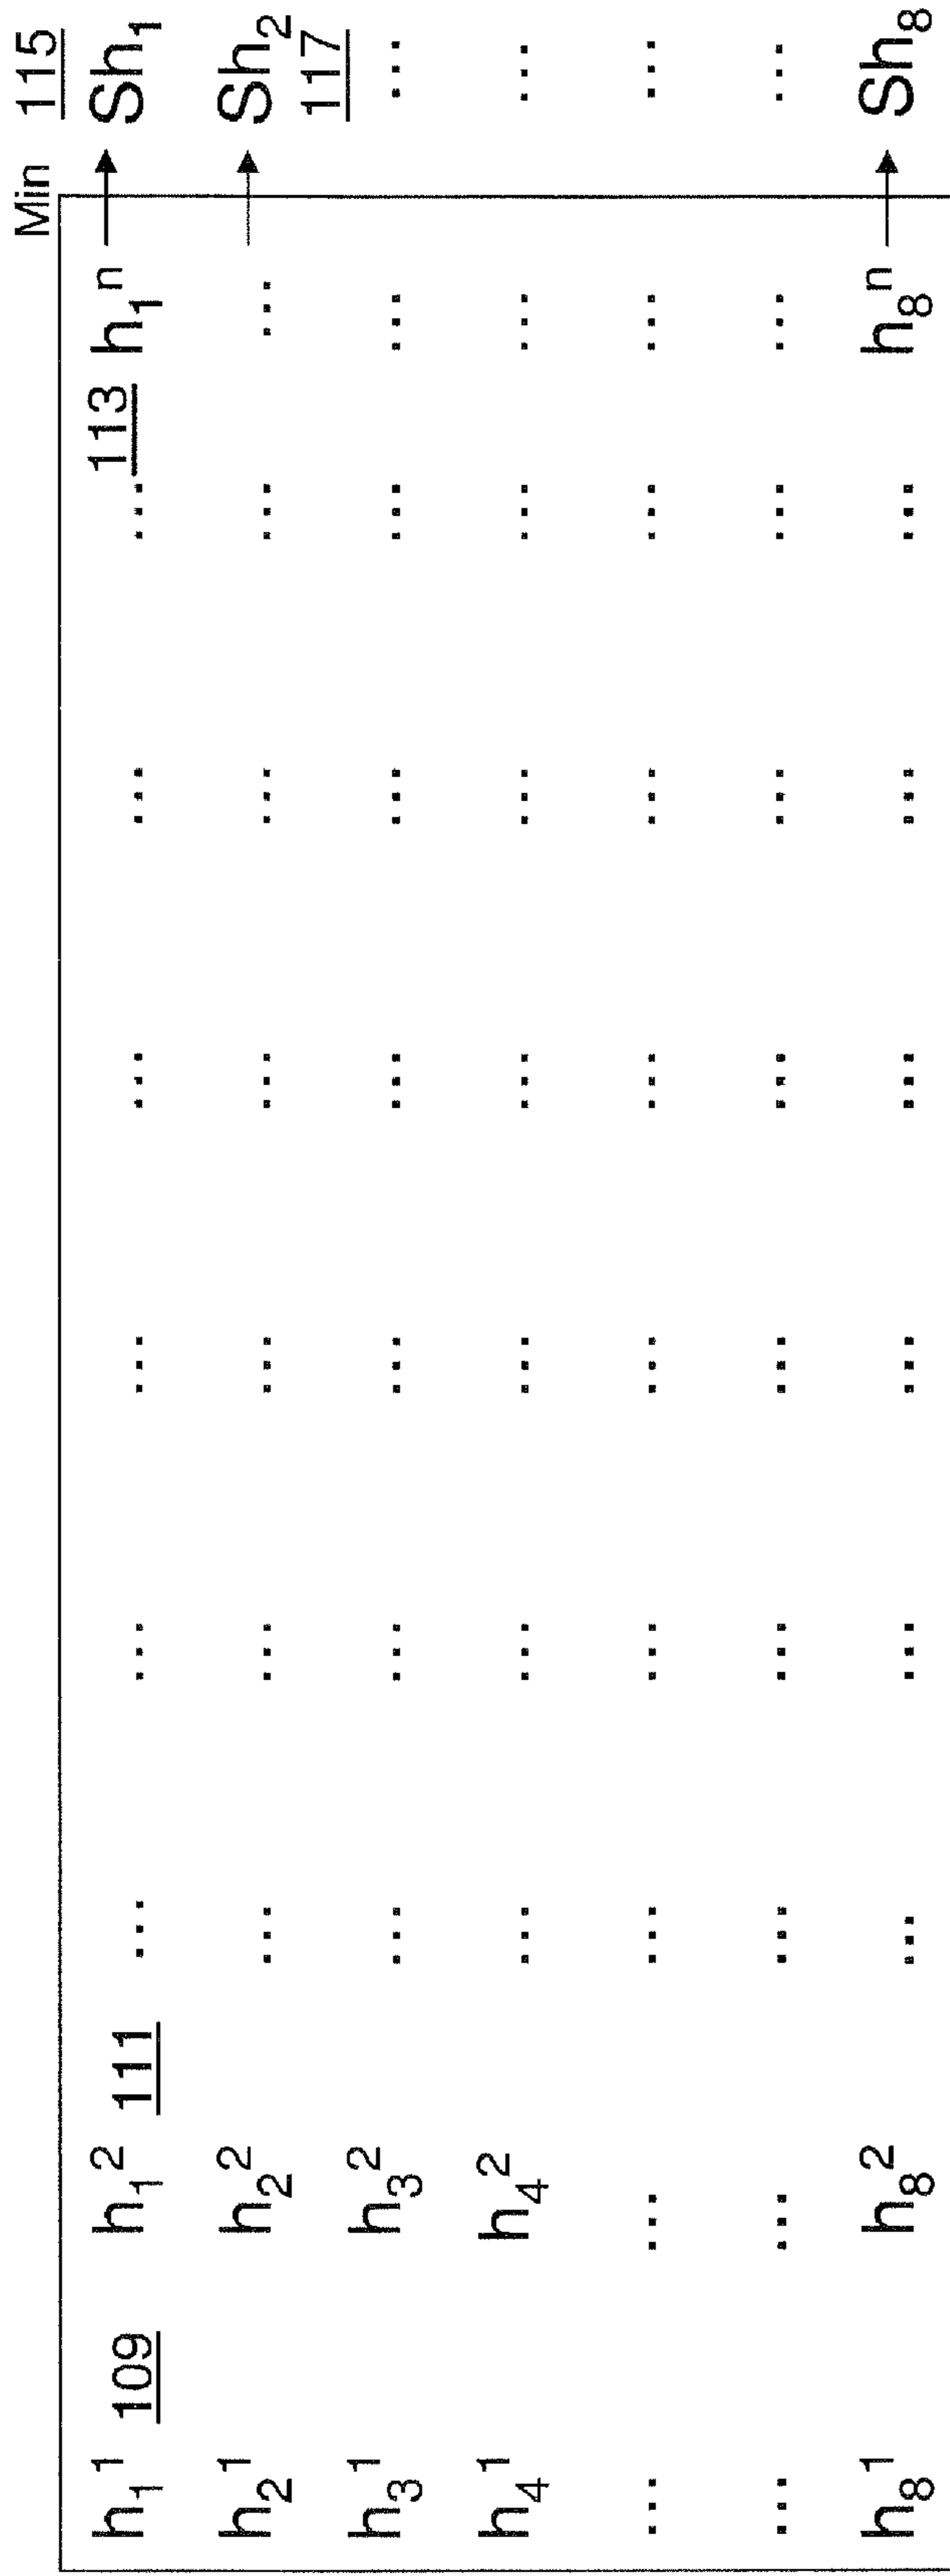 Min 115
h₁¹ 109 h₁² 111 ... ... ... ... ... ... 113 h₁ⁿ → Sh₁
h₂¹ h₂² ... ... ... ... ... ... ... → Sh₂
117
h₃¹ h₃² ... ... ... ... ... ... ... ...
h₄¹ h₄² ... ... ... ... ... ... ... ...
... ... ... ... ... ... ... ... ... ...
... ... ... ... ... ... ... ... ... ...
h₈¹ h₈² ... ... ... ... ... ... h₈ⁿ → Sh₈